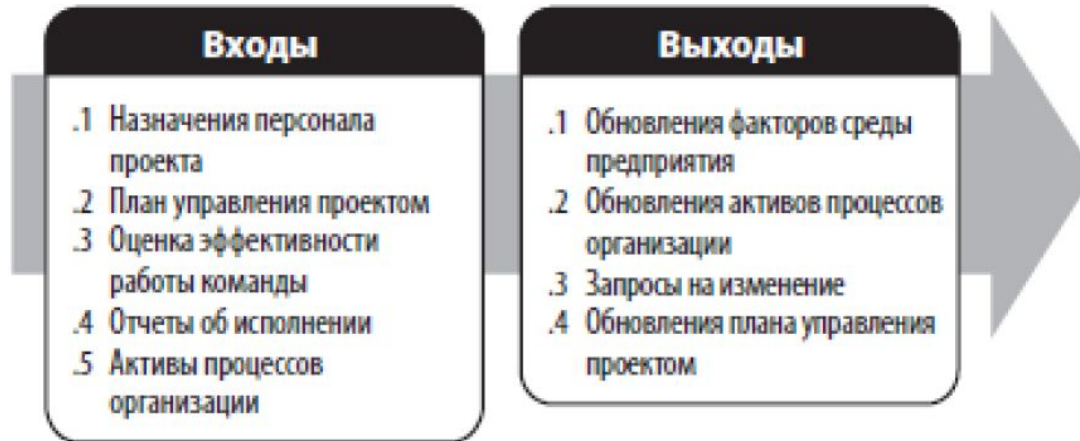 Входы
.1 Назначения персонала
проекта
.2 План управления проектом
.3 Оценка эффективности
работы команды
.4 Отчеты об исполнении
.5 Активы процессов
организации
Выходы
.1 Обновления факторов среды
предприятия
.2 Обновления активов процессов
организации
.3 Запросы на изменение
.4 Обновления плана управления
проектом